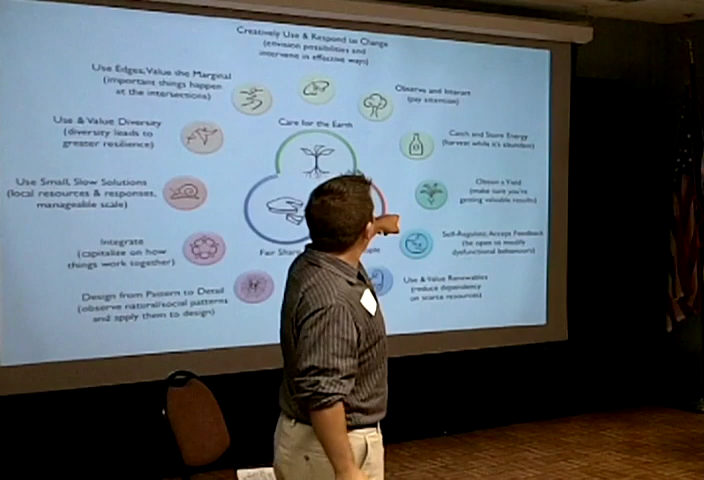 Creatively Use & Respond to Change
(envision possibilities and
intervene in effective ways)
Use Edges, Value the Marginal
(important things happen
at the intersections)
Observe and Interact
(pay attention)
Use & Value Diversity
(diversity leads to
greater resilience)
Care for the Earth
Catch and Store Energy
(harvest while it's abundant)
Use Small, Slow Solutions
(local resources & responses,
manageable scale)
Obtain a Yield
(make sure you're
getting valuable results)
Integrate
(capitalize on how
things work together)
Fair Share
Self-Regulate; Accept Feedback
(be open to modify
dysfunctional behaviours)
Design from Pattern to Detail
(observe natural/social patterns
and apply them to design)
Use & Value Renewables
(reduce dependency
on scarce resources)